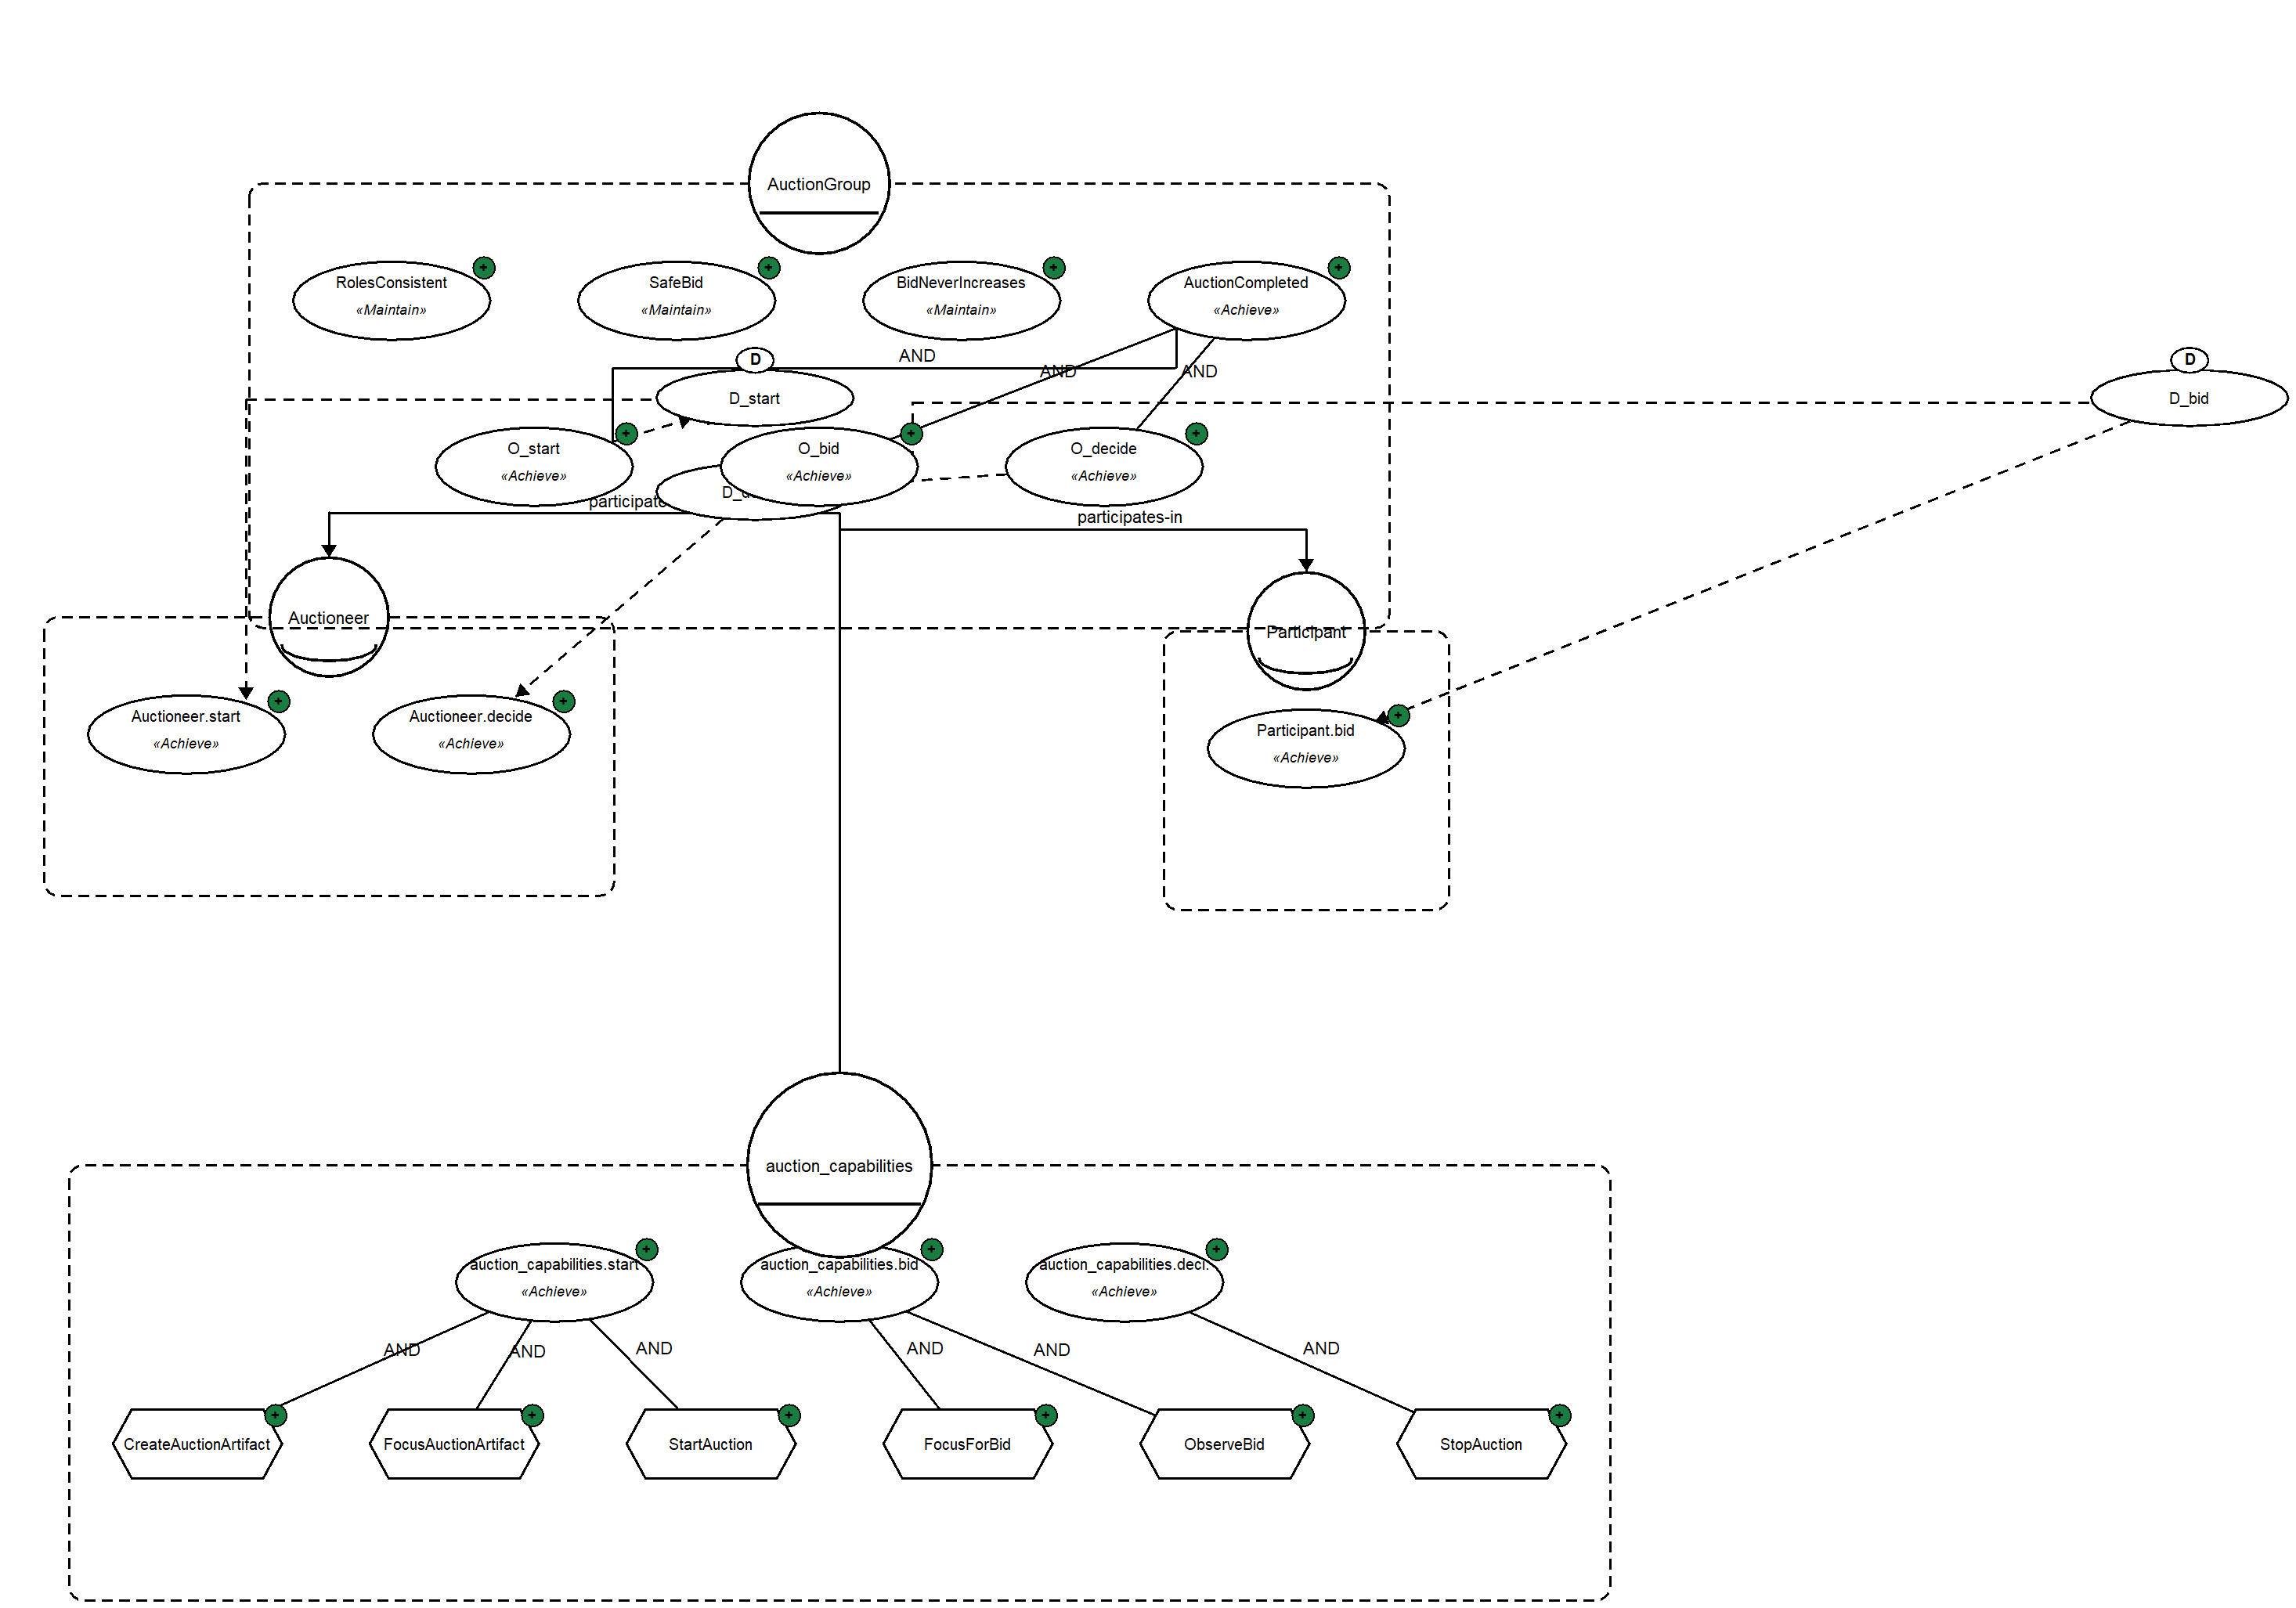 AuctionGroup
RolesConsistent
«Maintain»
SafeBid
«Maintain»
BidNeverIncreases
«Maintain»
AuctionCompleted
«Achieve»
AND
AND
AND
D
D_start
D
D_bid
O_start
«Achieve»
O_bid
«Achieve»
O_decide
«Achieve»
participates-in
Auctioneer
Participant
Auctioneer.start
«Achieve»
Auctioneer.decide
«Achieve»
Participant.bid
«Achieve»
auction_capabilities
auction_capabilities.start
«Achieve»
auction_capabilities.bid
«Achieve»
auction_capabilities.deci.
«Achieve»
AND
AND
AND
AND
AND
AND
CreateAuctionArtifact
FocusAuctionArtifact
StartAuction
FocusForBid
ObserveBid
StopAuction